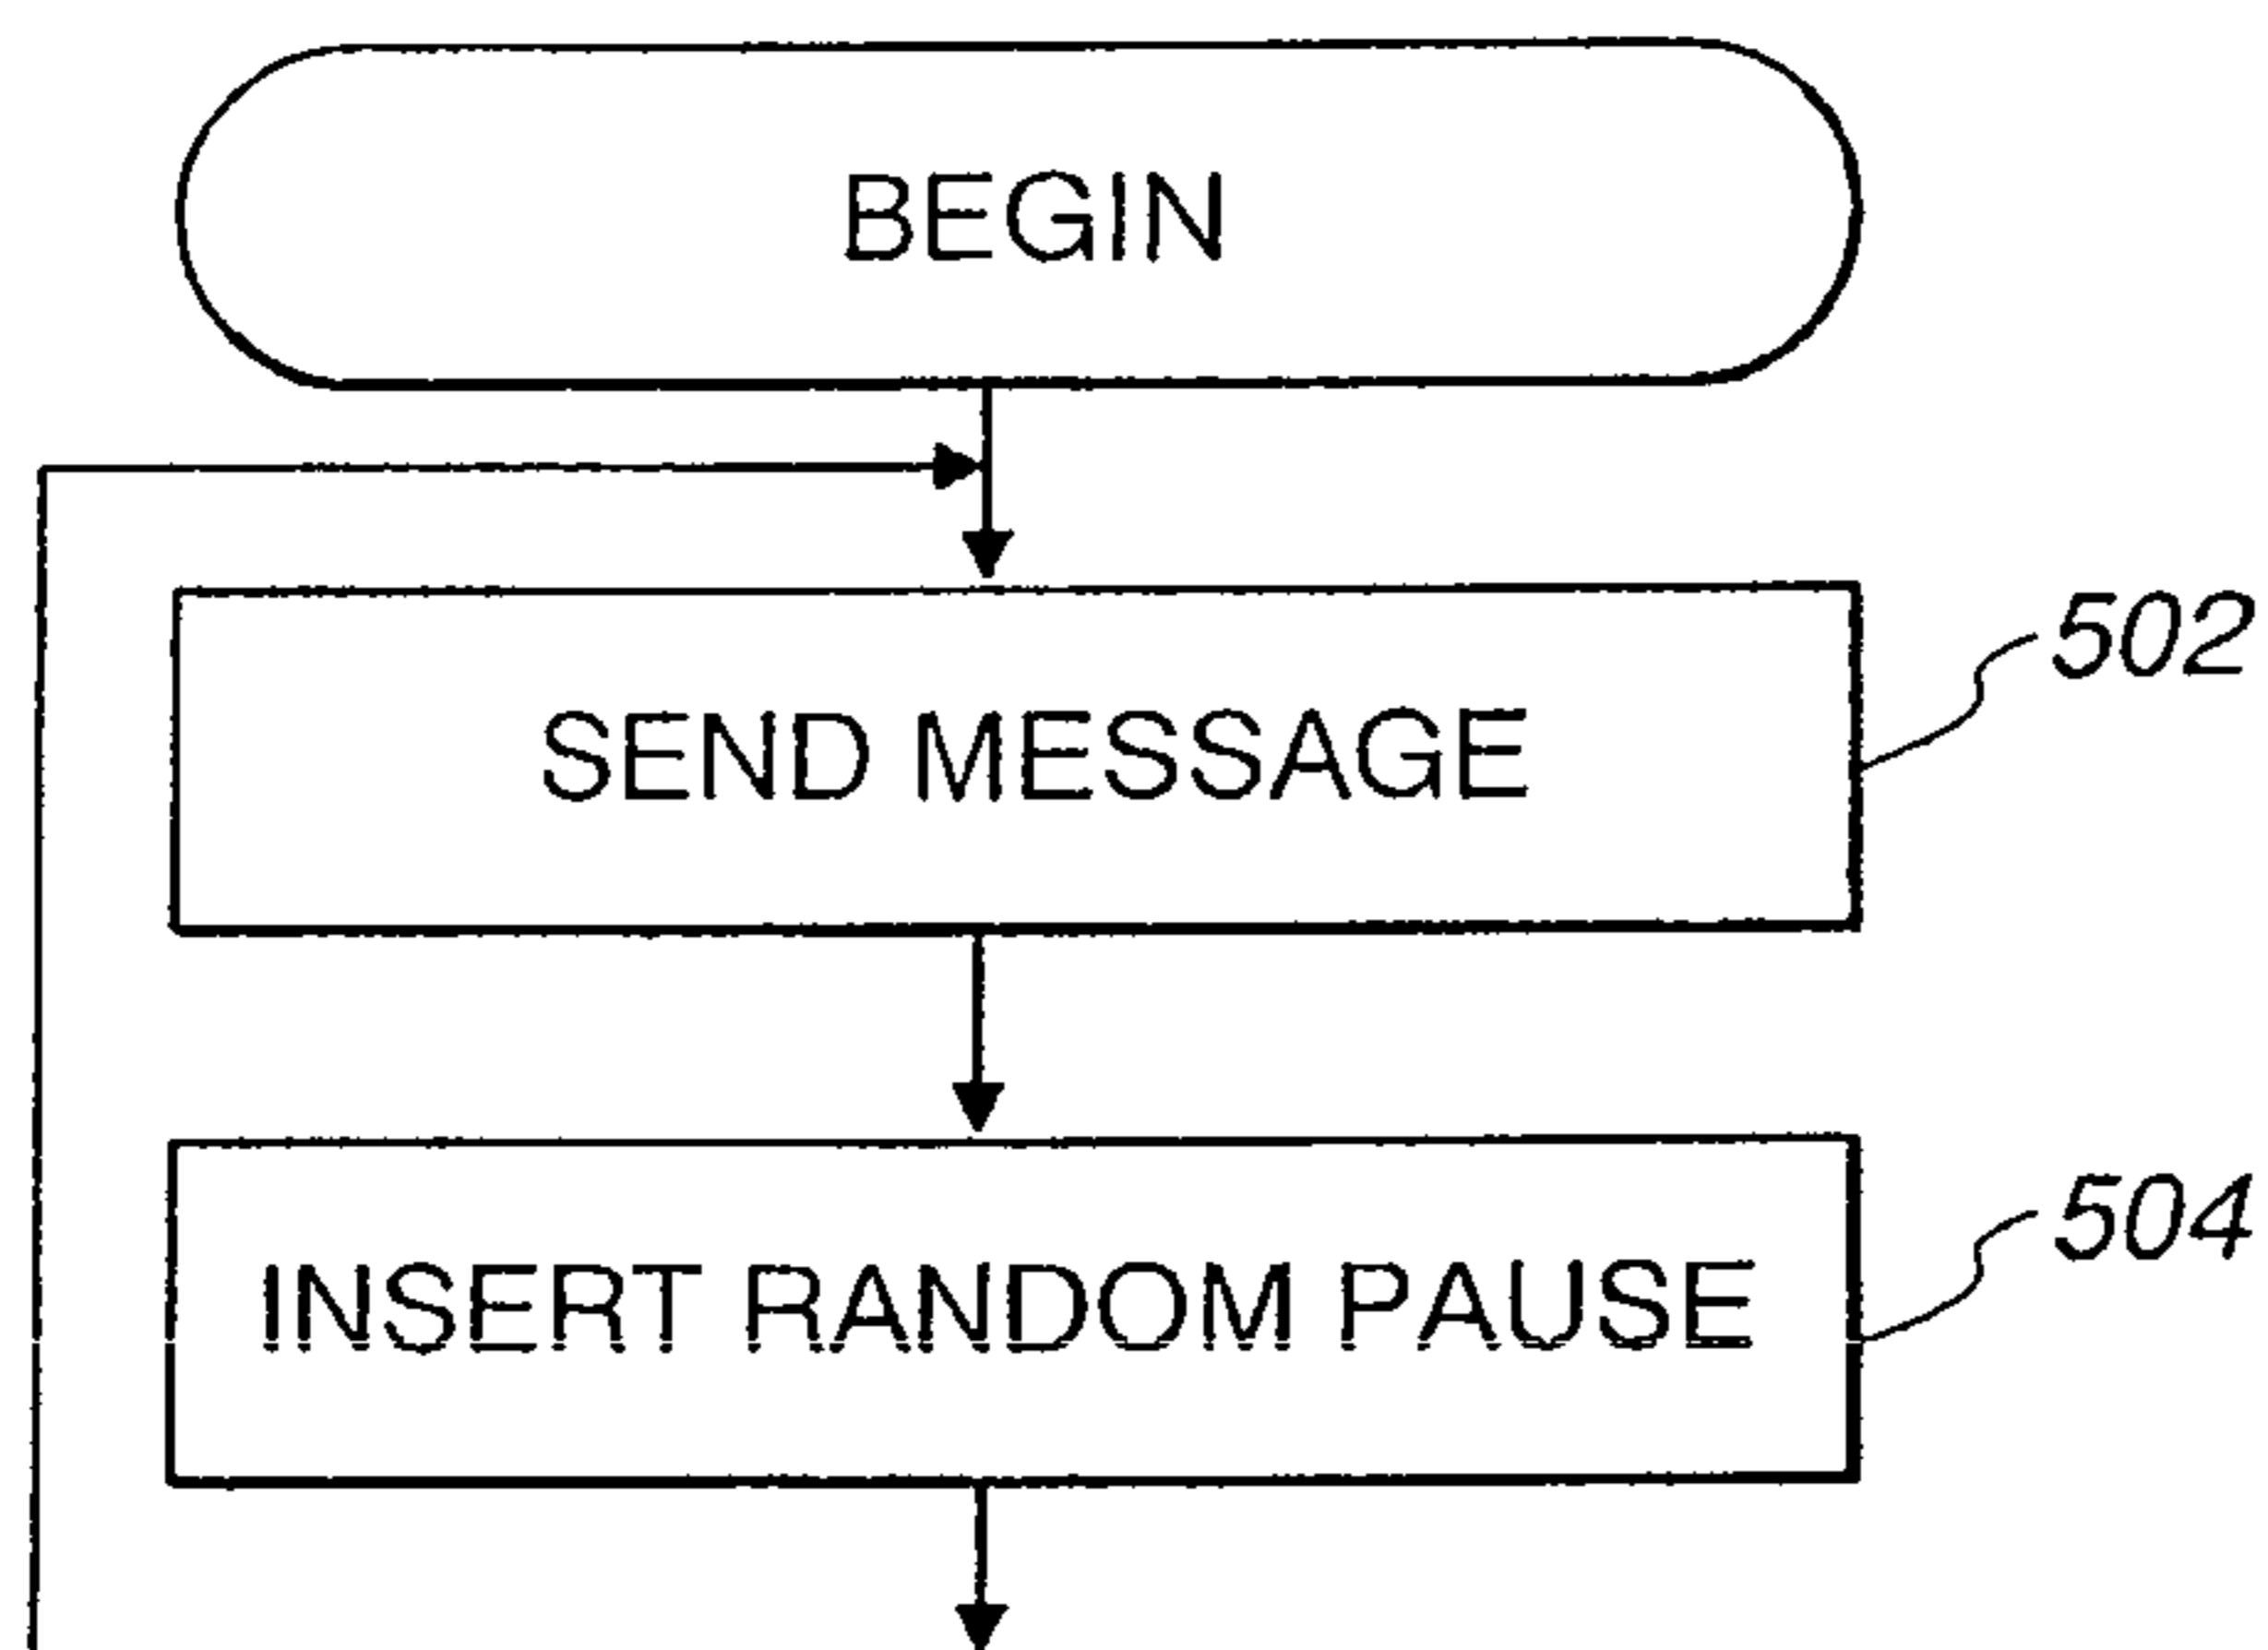 BEGIN
SEND MESSAGE
502
INSERT RANDOM PAUSE
504